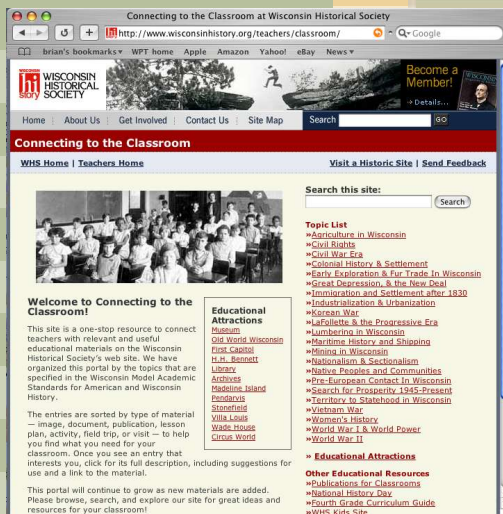 Connecting to the Classroom at Wisconsin Historical Society
http://www.wisconsinhistory.org/teachers/classroom/
Google
brian's bookmarks▾ WPT home Apple Amazon Yahoo! eBay News▾
WISCONSIN
HISTORICAL
SOCIETY
Become a
Member!
Details...
Home | About Us | Get Involved | Contact Us | Site Map
Search
GO
Connecting to the Classroom
WHS Home | Teachers Home
Visit a Historic Site | Send Feedback
Welcome to Connecting to the
Classroom!
This site is a one-stop resource to connect
teachers with relevant and useful
educational materials on the Wisconsin
Historical Society's web site. We have
organized this portal by the topics that are
specified in the Wisconsin Model Academic
Standards for American and Wisconsin
History.
The entries are sorted by type of material
— image, document, publication, lesson
plan, activity, field trip, or visit — to help
you find what you need for your
classroom. Once you see an entry that
interests you, click for its full description, including suggestions for
use and a link to the material.
This portal will continue to grow as new materials are added.
Please browse, search, and explore our site for great ideas and
resources for your classroom!
Educational
Attractions
Museum
Old World Wisconsin
First Capitol
H.H. Bennett
Library
Archives
Madeline Island
Pendarvis
Stonefield
Villa Louis
Wade House
Circus World
Search this site:
Search
Topic List
»Agriculture in Wisconsin
»Civil Rights
»Civil War Era
»Colonial History & Settlement
»Early Exploration & Fur Trade In Wisconsin
»Great Depression, & the New Deal
»Immigration and Settlement after 1830
»Industrialization & Urbanization
»Korean War
»LaFollette & the Progressive Era
»Lumbering in Wisconsin
»Maritime History and Shipping
»Mining in Wisconsin
»Nationalism & Sectionalism
»Native Peoples and Communities
»Pre-European Contact In Wisconsin
»Search for Prosperity 1945-Present
»Territory to Statehood in Wisconsin
»Vietnam War
»Women's History
»World War I & World Power
»World War II
» Educational Attractions
Other Educational Resources
»Publications for Classrooms
»National History Day
»Fourth Grade Curriculum Guide
»WHS Kids Site